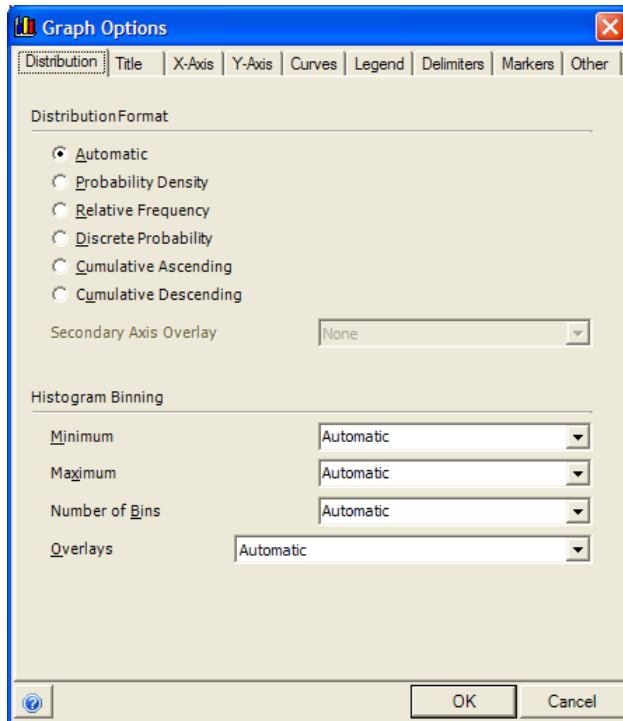 Graph Options
Distribution Title X-Axis Y-Axis Curves Legend Delimiters Markers Other
Distribution Format
Automatic
Probability Density
Relative Frequency
Discrete Probability
Cumulative Ascending
Cumulative Descending
Secondary Axis Overlay None
Histogram Binning
Minimum Automatic
Maximum Automatic
Number of Bins Automatic
Overlays Automatic
OK Cancel